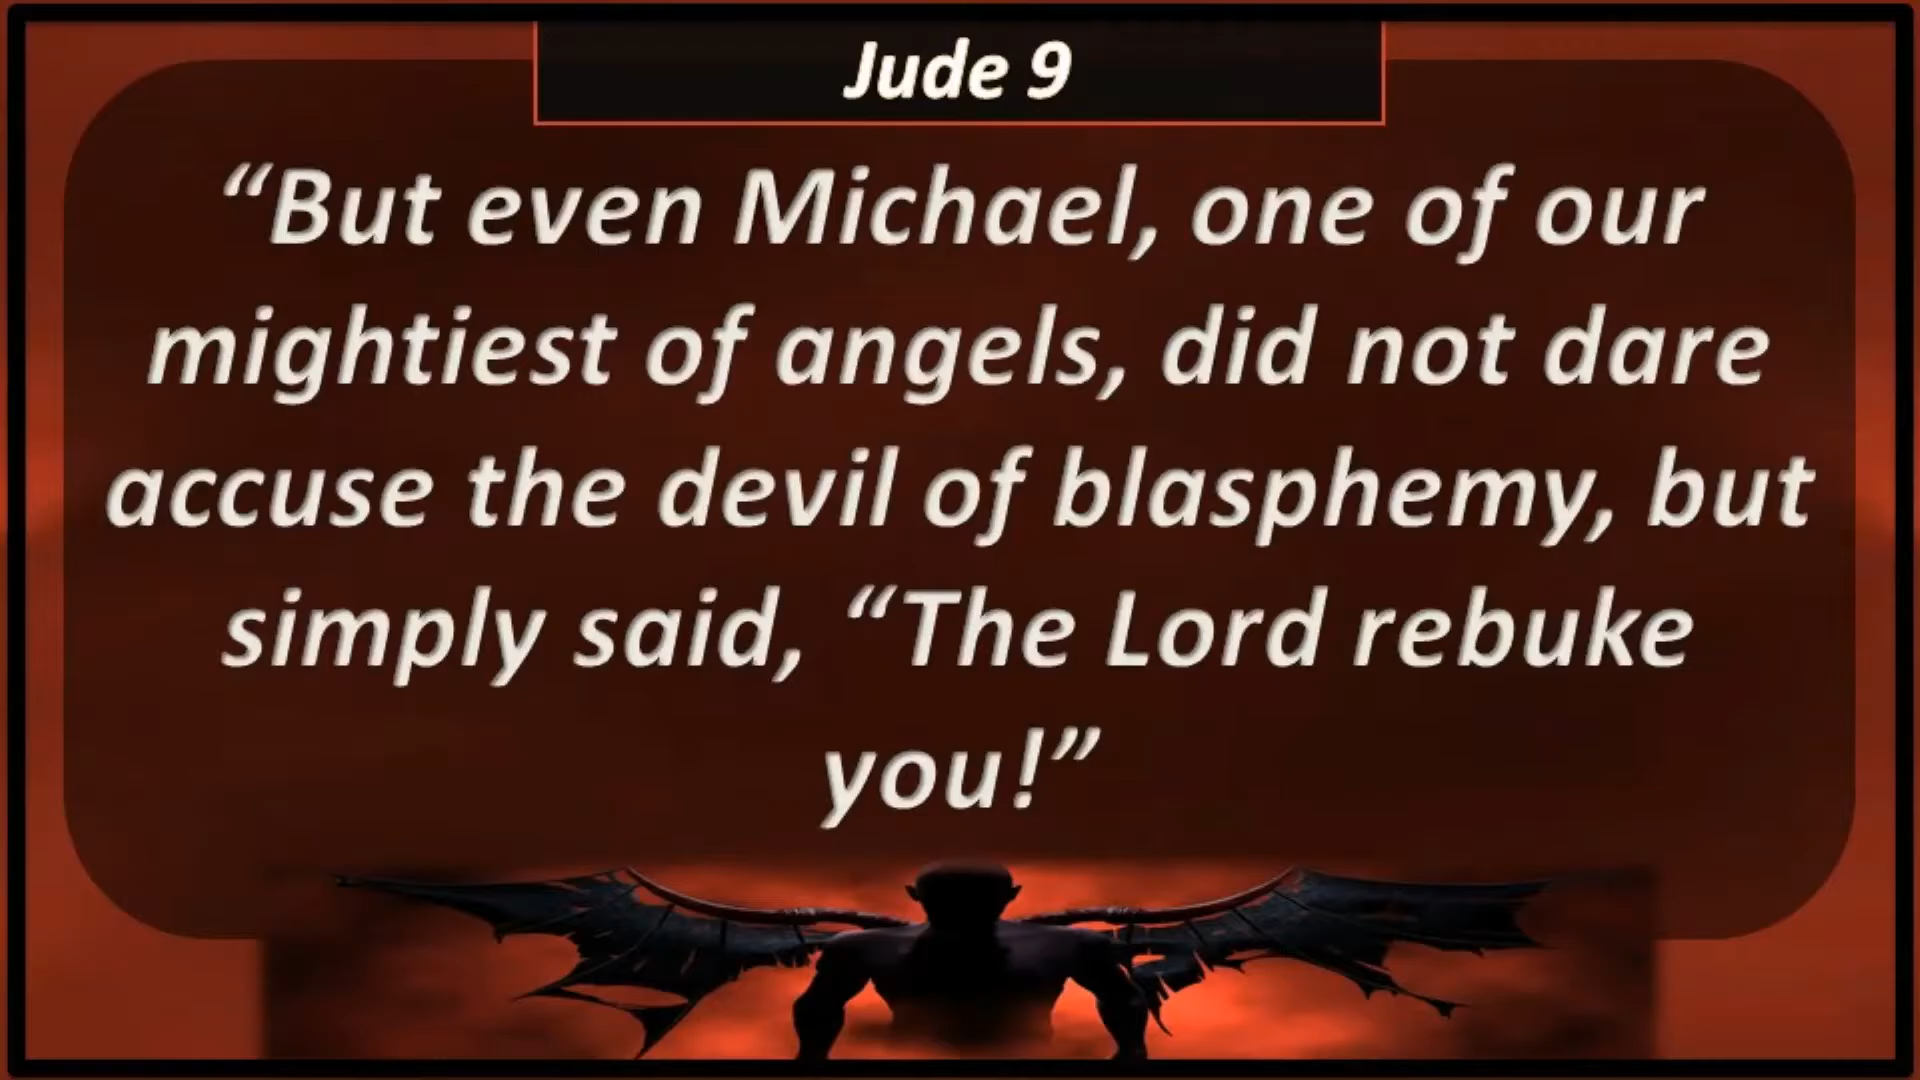 Jude 9
“But even Michael, one of our
mightiest of angels, did not dare
accuse the devil of blasphemy, but
simply said, “The Lord rebuke
you!”